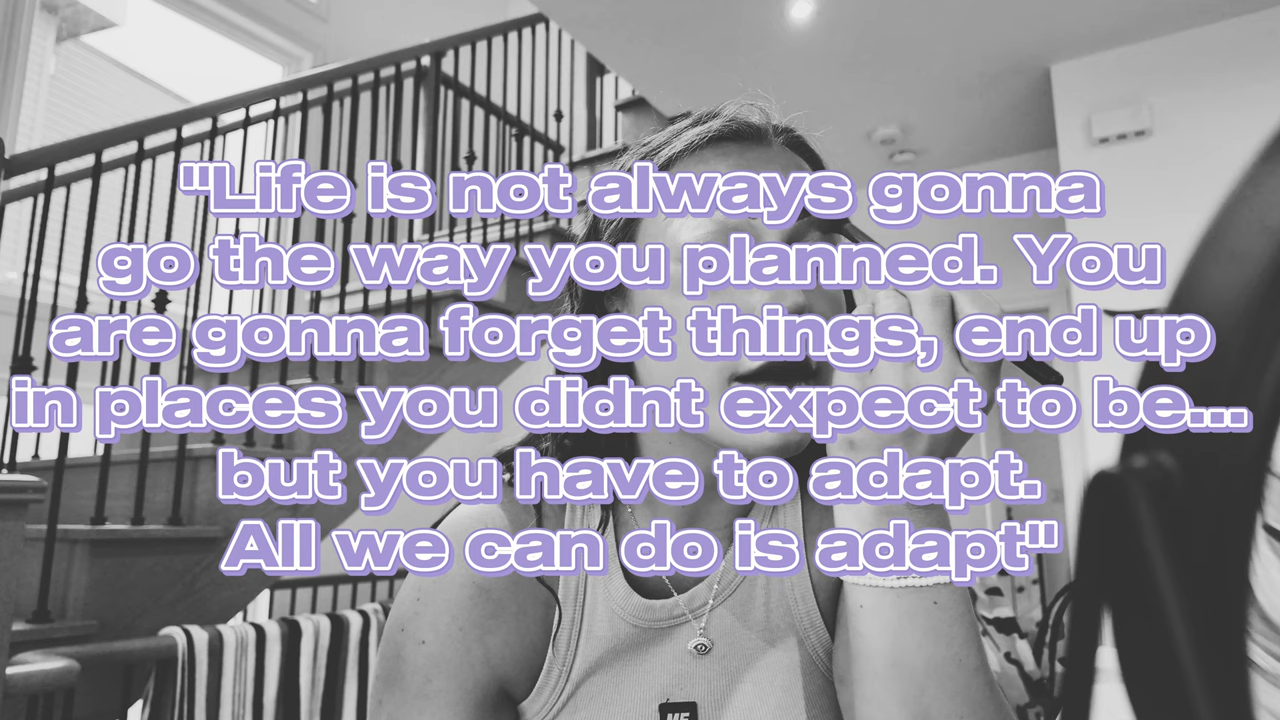 "Life is not always gonna
go the way you planned. You
are gonna forget things, end up
in places you didnt expect to be...
but you have to adapt.
All we can do is adapt"
ME